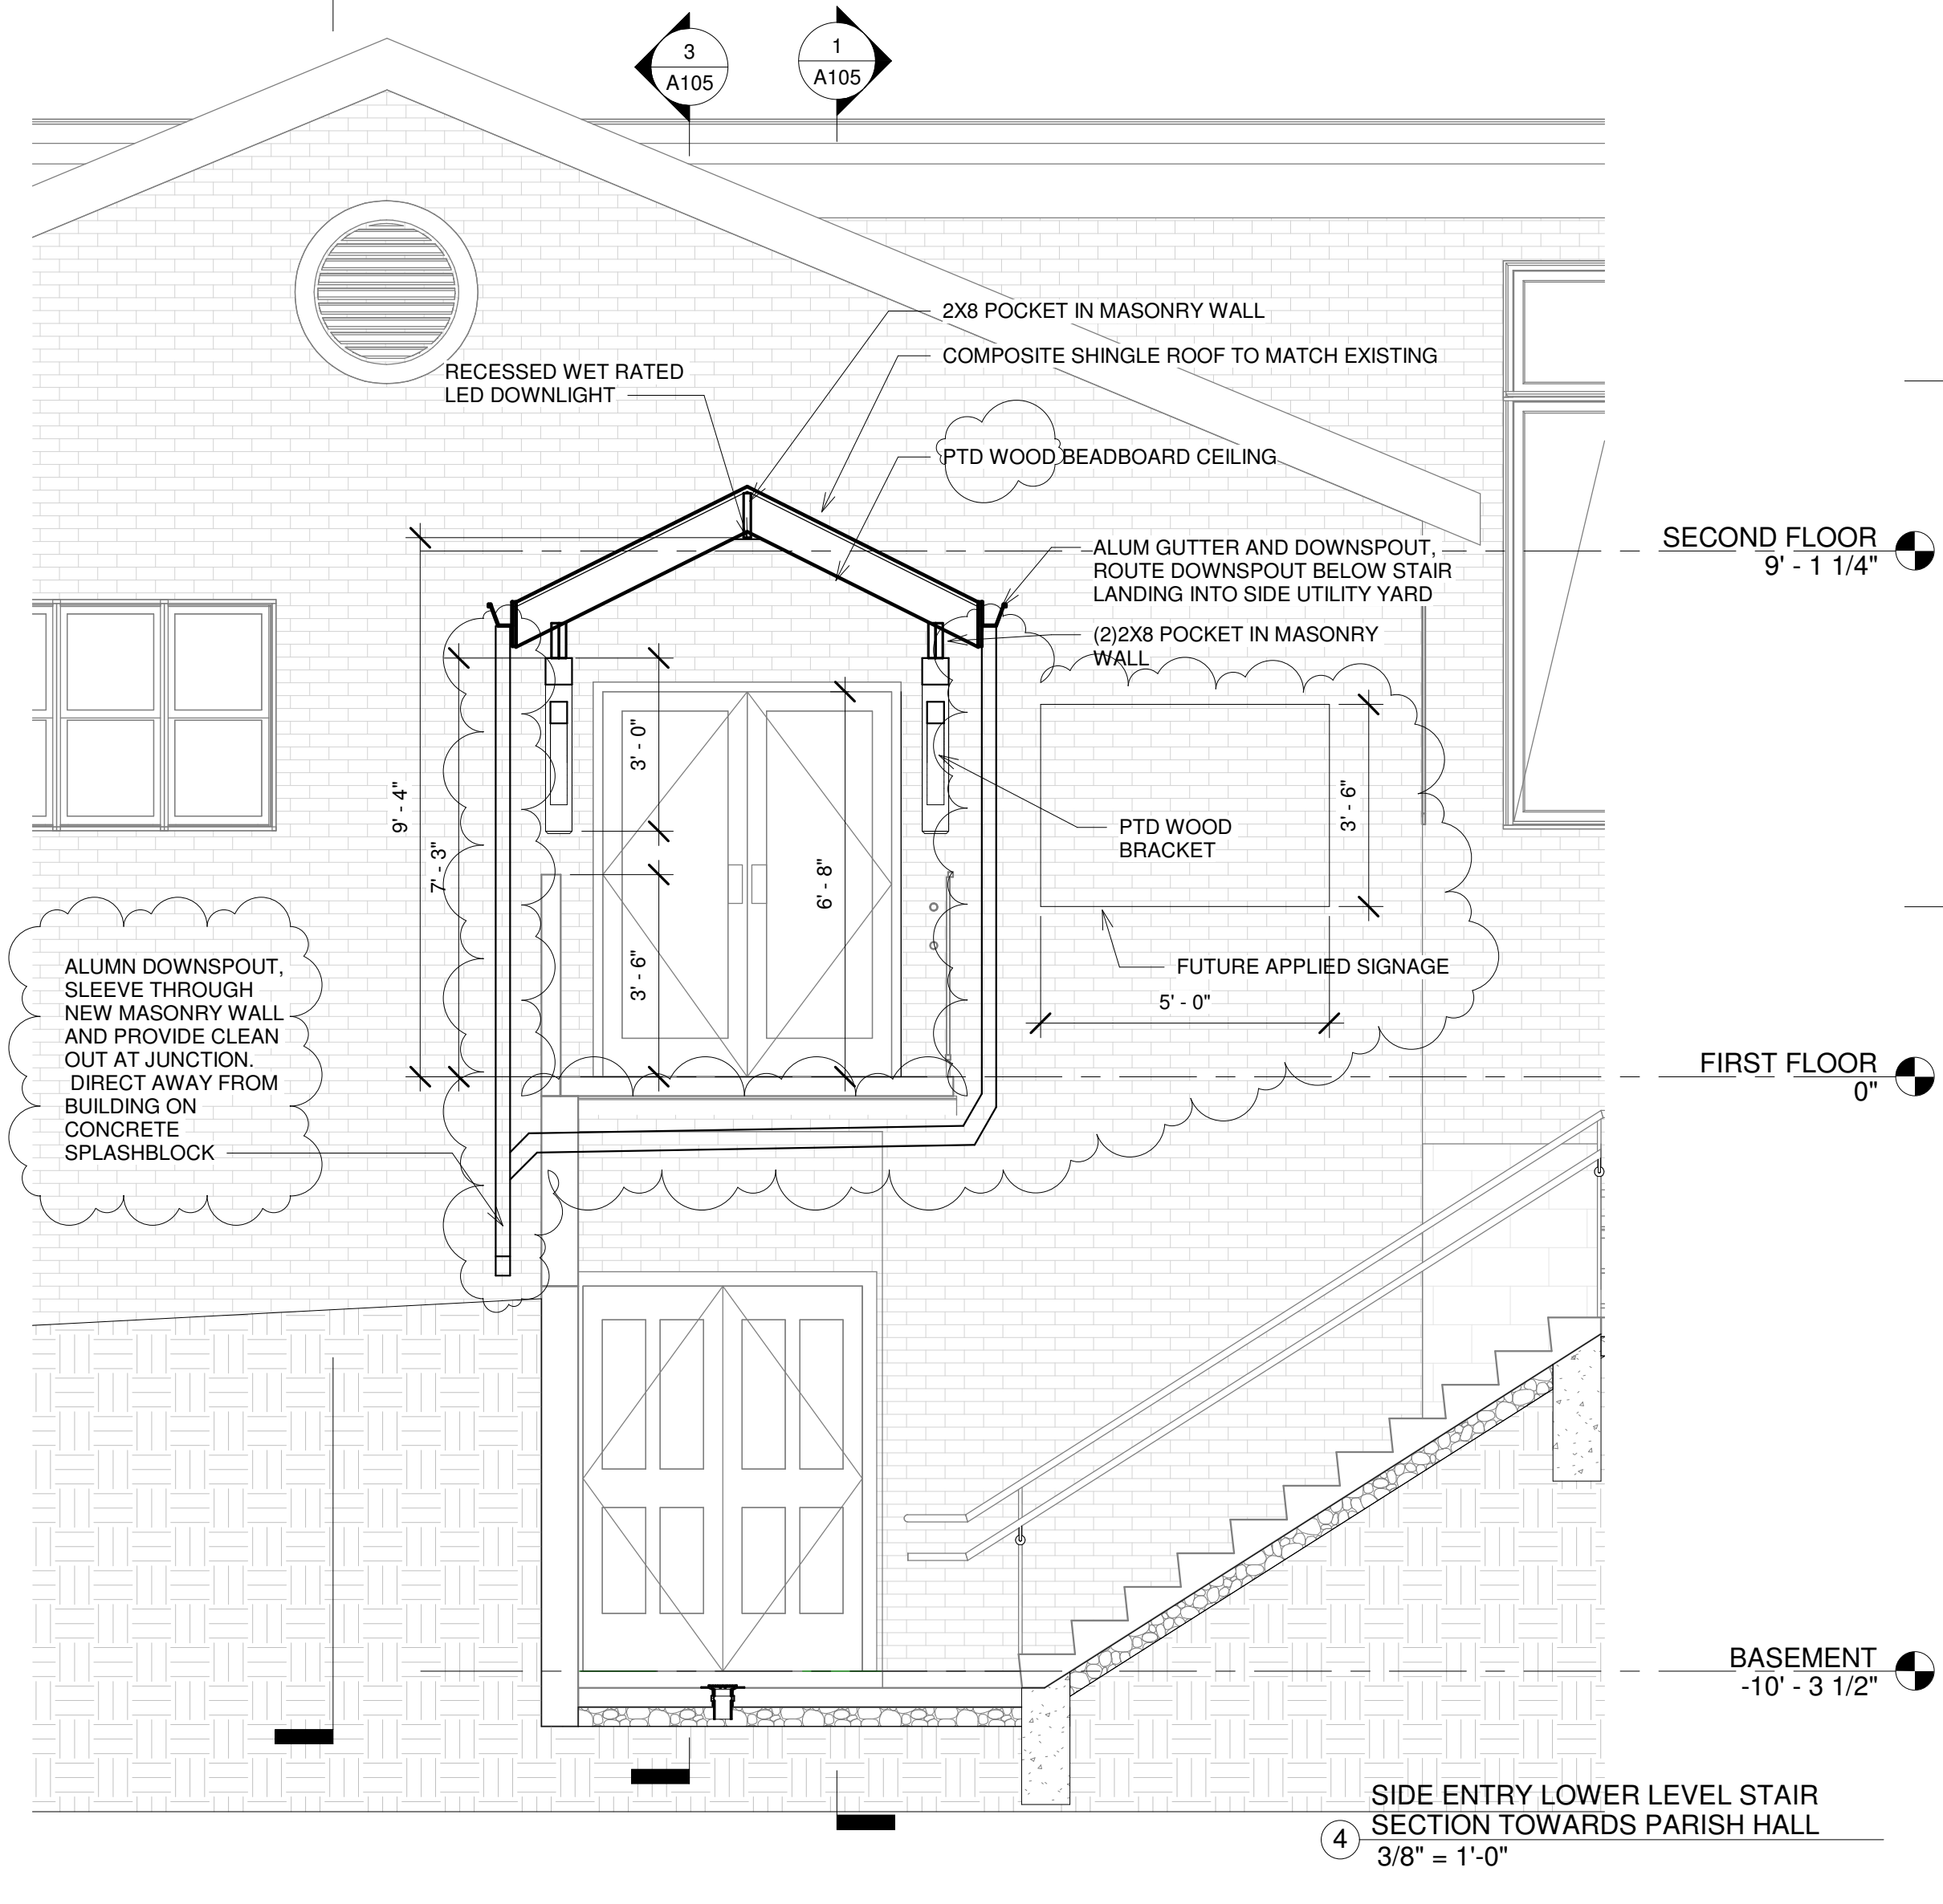 3
A105
1
A105
2X8 POCKET IN MASONRY WALL
COMPOSITE SHINGLE ROOF TO MATCH EXISTING
RECESSED WET RATED
LED DOWNLIGHT
PTD WOOD BEADBOARD CEILING
ALUM GUTTER AND DOWNSPOUT,
ROUTE DOWNSPOUT BELOW STAIR
LANDING INTO SIDE UTILITY YARD
SECOND FLOOR
9' - 1 1/4"
(2)2X8 POCKET IN MASONRY
WALL
3' - 0"
9' - 4"
7' - 3"
6' - 8"
3' - 6"
3' - 6"
PTD WOOD
BRACKET
FUTURE APPLIED SIGNAGE
5' - 0"
ALUMN DOWNSPOUT,
SLEEVE THROUGH
NEW MASONRY WALL
AND PROVIDE CLEAN
OUT AT JUNCTION.
DIRECT AWAY FROM
BUILDING ON
CONCRETE
SPLASHBLOCK
FIRST FLOOR
0"
BASEMENT
-10' - 3 1/2"
4
SIDE ENTRY LOWER LEVEL STAIR
SECTION TOWARDS PARISH HALL
3/8" = 1'-0"